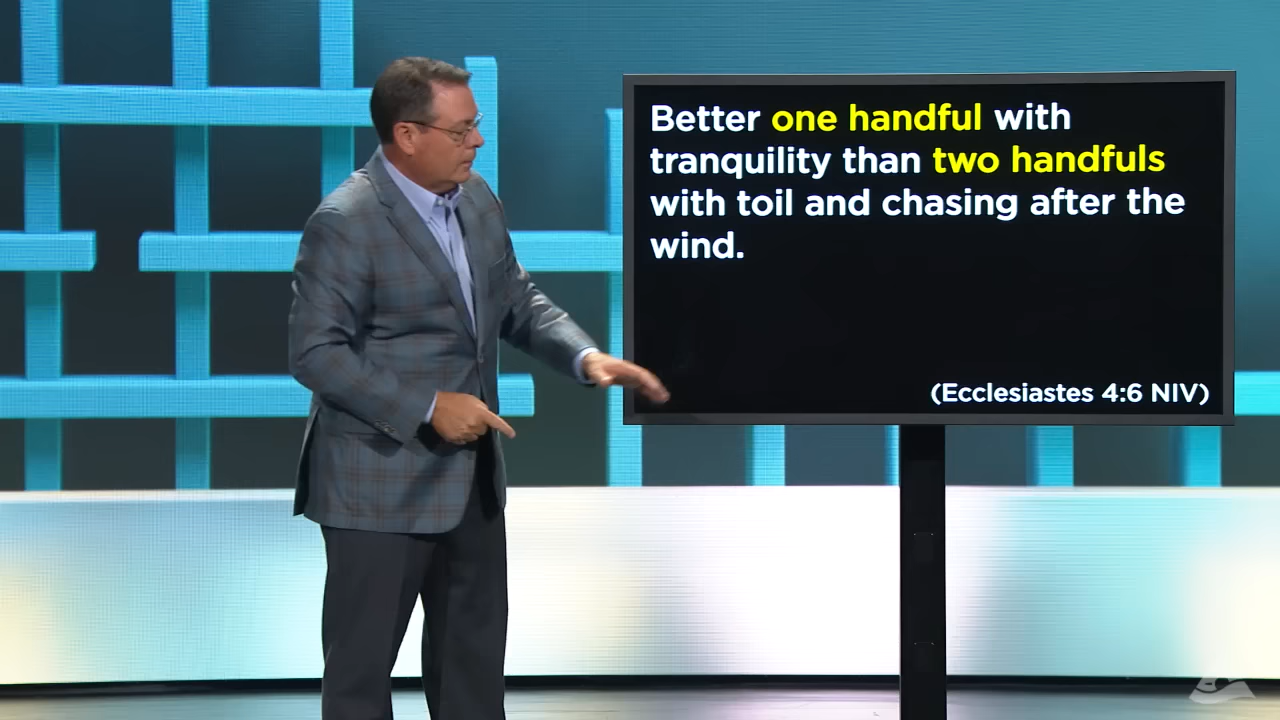 Better one handful with
tranquility than two handfuls
with toil and chasing after the
wind.
(Ecclesiastes 4:6 NIV)